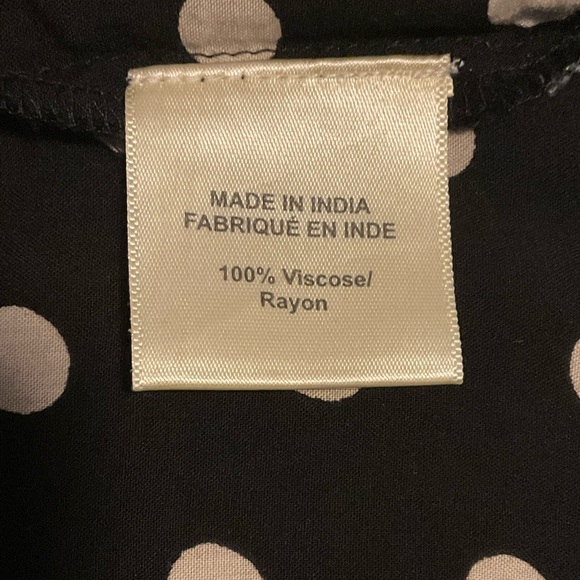 MADE IN INDIA
FABRIQUÉ EN INDE
100% Viscose/
Rayon